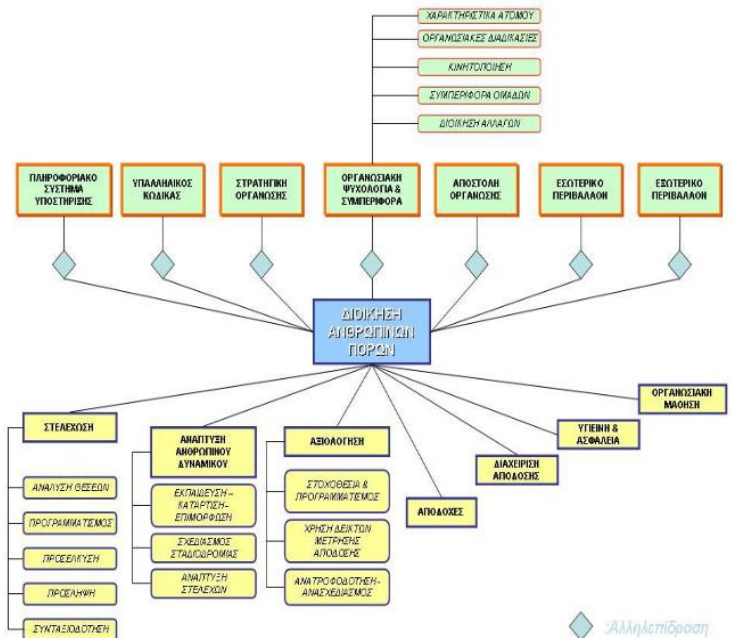 ΧΑΡΑΚΤΗΡΙΣΤΙΚΑ ΑΤΟΜΟΥ
ΟΡΓΑΝΩΣΙΑΚΕΣ ΔΙΑΔΙΚΑΣΙΕΣ
ΚΙΝΗΤΟΠΟΙΗΣΗ
ΣΥΜΠΕΡΙΦΟΡΑ ΟΜΑΔΩΝ
ΔΙΟΙΚΗΣΗ ΑΛΛΑΓΩΝ
ΠΛΗΡΟΦΟΡΙΑΚΟ
ΣΥΣΤΗΜΑ
ΥΠΟΣΤΗΡΙΞΗΣ
ΥΠΑΛΛΗΛΙΚΟΣ
ΚΩΔΙΚΑΣ
ΣΤΡΑΤΗΓΙΚΗ
ΟΡΓΑΝΩΣΗΣ
ΟΡΓΑΝΩΣΙΑΚΗ
ΨΥΧΟΛΟΓΙΑ &
ΣΥΜΠΕΡΙΦΟΡΑ
ΑΠΟΣΤΟΛΗ
ΟΡΓΑΝΩΣΗΣ
ΕΣΩΤΕΡΙΚΟ
ΠΕΡΙΒΑΛΛΟΝ
ΕΞΩΤΕΡΙΚΟ
ΠΕΡΙΒΑΛΛΟΝ
ΔΙΟΙΚΗΣΗ
ΑΝΘΡΩΠΙΝΩΝ
ΠΟΡΩΝ
ΣΤΕΛΕΧΩΣΗ
ΑΝΑΛΥΣΗ ΘΕΣΕΩΝ
ΠΡΟΓΡΑΜΜΑΤΙΣΜΟΣ
ΠΡΟΣΕΛΚΥΣΗ
ΠΡΟΣΛΗΨΗ
ΣΥΝΤΑΞΙΟΔΟΤΗΣΗ
ΑΝΑΠΤΥΞΗ
ΑΝΘΡΩΠΙΝΟΥ
ΔΥΝΑΜΙΚΟΥ
ΕΚΠΑΙΔΕΥΣΗ –
ΚΑΤΑΡΤΙΣΗ –
ΕΠΙΜΟΡΦΩΣΗ
ΣΧΕΔΙΑΣΜΟΣ
ΣΤΑΔΙΟΔΡΟΜΙΑΣ
ΑΝΑΠΤΥΞΗ
ΣΤΕΛΕΧΩΝ
ΑΞΙΟΛΟΓΗΣΗ
ΣΤΟΧΟΘΕΣΙΑ &
ΠΡΟΓΡΑΜΜΑΤΙΣΜΟΣ
ΧΡΗΣΗ ΔΕΙΚΤΩΝ
ΜΕΤΡΗΣΗΣ
ΑΠΟΔΟΣΗΣ
ΑΝΑΤΡΟΦΟΔΟΤΗΣΗ -
ΑΝΑΣΧΕΔΙΑΣΜΟΣ
ΑΠΟΔΟΧΕΣ
ΔΙΑΧΕΙΡΙΣΗ
ΑΠΟΔΟΣΗΣ
ΥΓΙΕΙΝΗ &
ΑΣΦΑΛΕΙΑ
ΟΡΓΑΝΩΣΙΑΚΗ
ΜΑΘΗΣΗ
:Αλληλεπίδραση